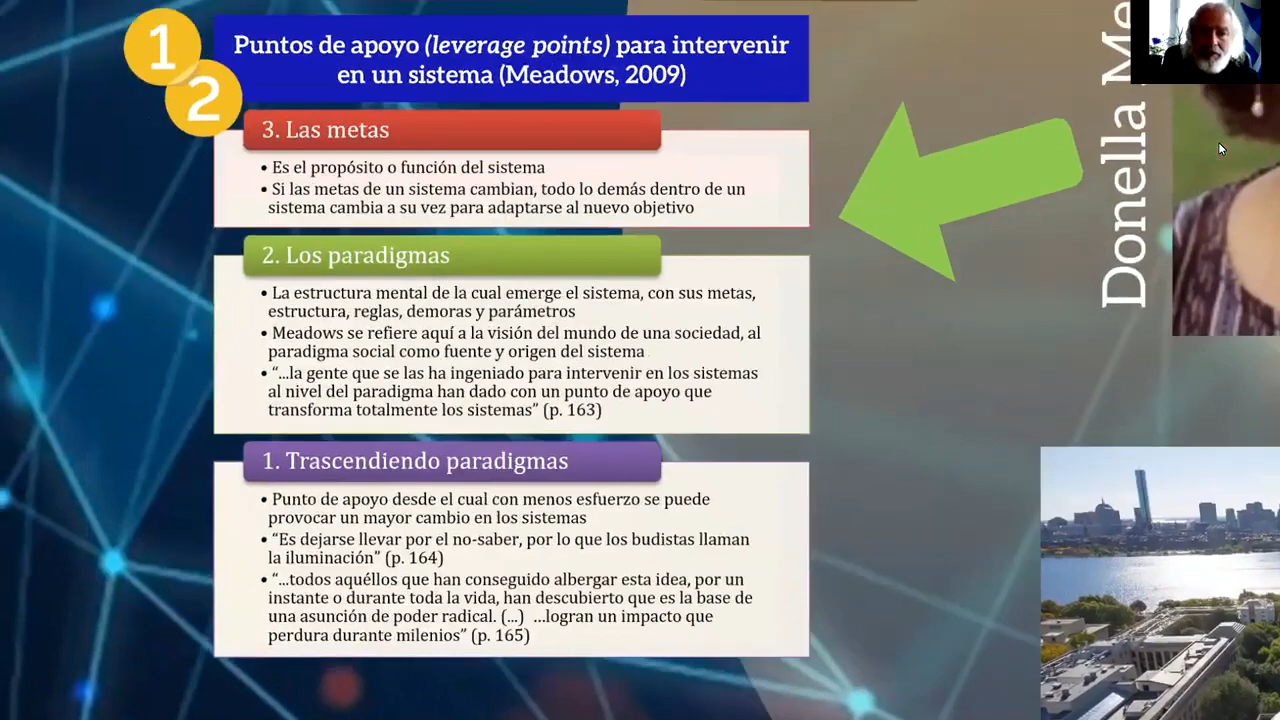 1
2
Puntos de apoyo (leverage points) para intervenir
en un sistema (Meadows, 2009)
3. Las metas
• Es el propósito o función del sistema
• Si las metas de un sistema cambian, todo lo demás dentro de un
sistema cambia a su vez para adaptarse al nuevo objetivo
2. Los paradigmas
• La estructura mental de la cual emerge el sistema, con sus metas,
estructura, reglas, demoras y parámetros
• Meadows se refiere aquí a la visión del mundo de una sociedad, al
paradigma social como fuente y origen del sistema
• “...la gente que se las ha ingeniado para intervenir en los sistemas
al nivel del paradigma han dado con un punto de apoyo que
transforma totalmente los sistemas” (p. 163)
1. Trascendiendo paradigmas
• Punto de apoyo desde el cual con menos esfuerzo se puede
provocar un mayor cambio en los sistemas
• “Es dejarse llevar por el no-saber, por lo que los budistas llaman
la iluminación” (p. 164)
• “...todos aquéllos que han conseguido albergar esta idea, por un
instante o durante toda la vida, han descubierto que es la base de
una asunción de poder radical. (...) ...logran un impacto que
perdura durante milenios” (p. 165)
Donella Me